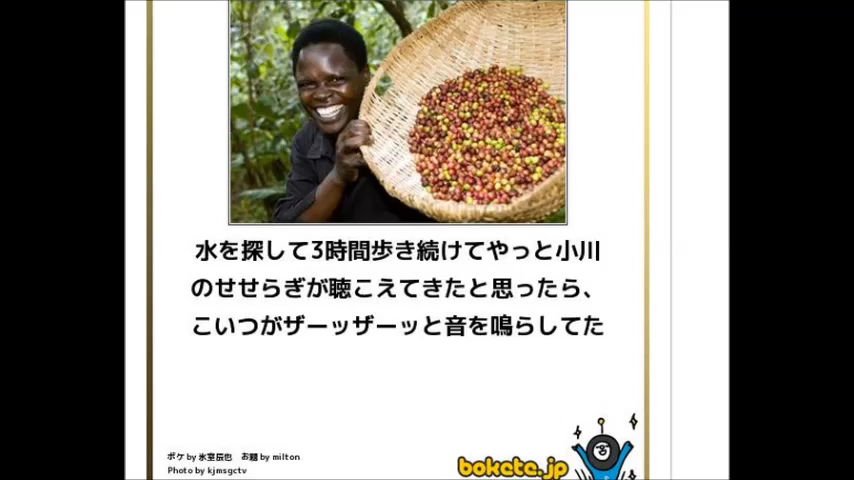 水を探して3時間歩き続けてやっと小川
のせせらぎが聴こえてきたと思ったら、
こいつがザーッザーッと音を鳴らしてた
ボケ by 氷室辰也　お題 by milton
Photo by kjmsgctv
bokete.jp